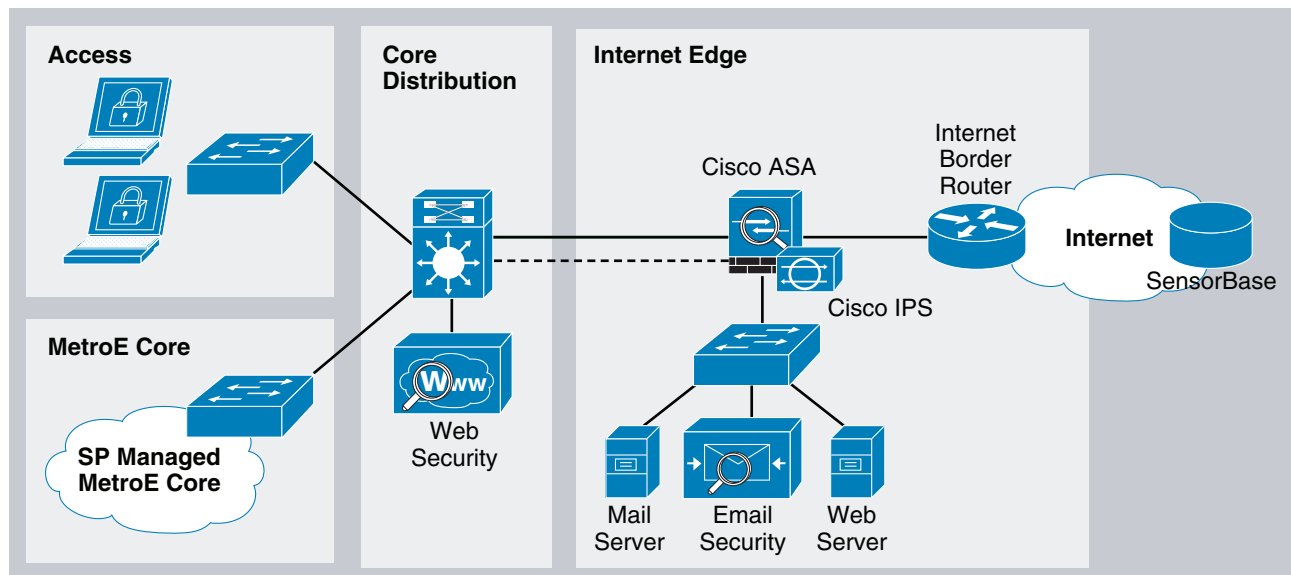 Access
Core
Distribution
Internet Edge
Internet
Border
Router
Cisco ASA
Internet
SensorBase
Cisco IPS
MetroE Core
Www
Web
Security
SP Managed
MetroE Core
Mail
Server
Email
Security
Web
Server